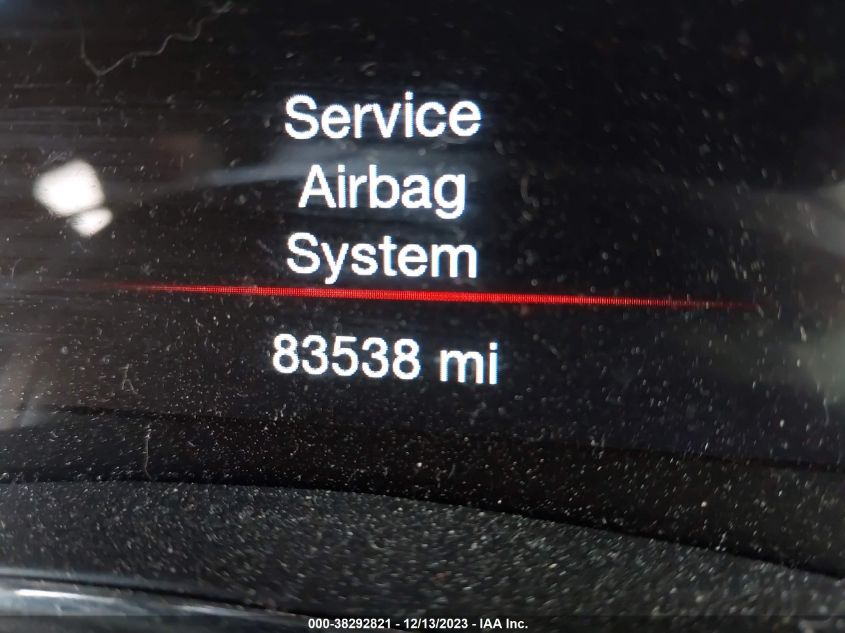 Service
Airbag
System
83538 mi
000-38292821 - 12/13/2023 - IAA Inc.